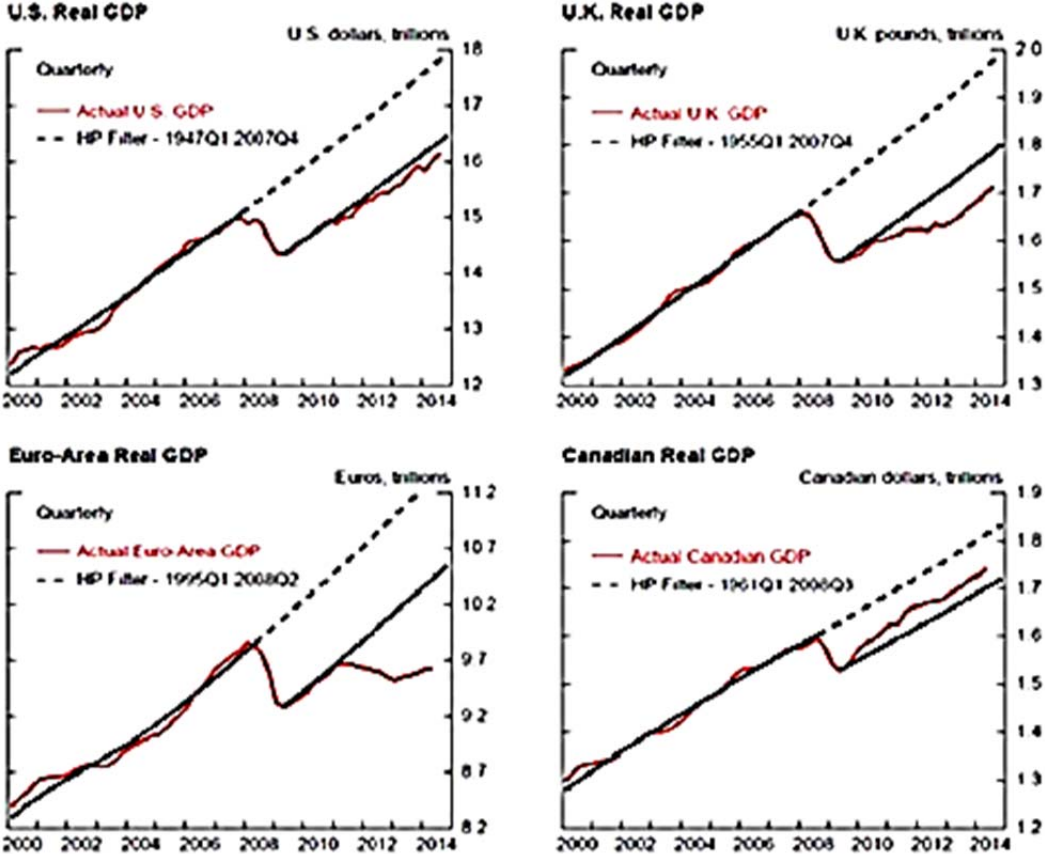 U.S. Real GDP
U.S. dollars, trillions
Quarterly
Actual U.S. GDP
HP Filter - 1947Q1 2007Q4
18
17
16
15
14
13
12
2000 2002 2004 2006 2008 2010 2012 2014
U.K. Real GDP
U.K. pounds, trillions
Quarterly
Actual U.K. GDP
HP Filter - 1955Q1 2007Q4
2.0
1.9
1.8
1.7
1.6
1.5
1.4
1.3
2000 2002 2004 2006 2008 2010 2012 2014
Euro-Area Real GDP
Euros, trillions
Quarterly
Actual Euro-Area GDP
HP Filter - 1995Q1 2008Q2
11.2
10.7
10.2
9.7
9.2
8.7
8.2
2000 2002 2004 2006 2008 2010 2012 2014
Canadian Real GDP
Canadian dollars, trillions
Quarterly
Actual Canadian GDP
HP Filter - 1961Q1 2008Q3
1.9
1.8
1.7
1.6
1.5
1.4
1.3
1.2
2000 2002 2004 2006 2008 2010 2012 2014